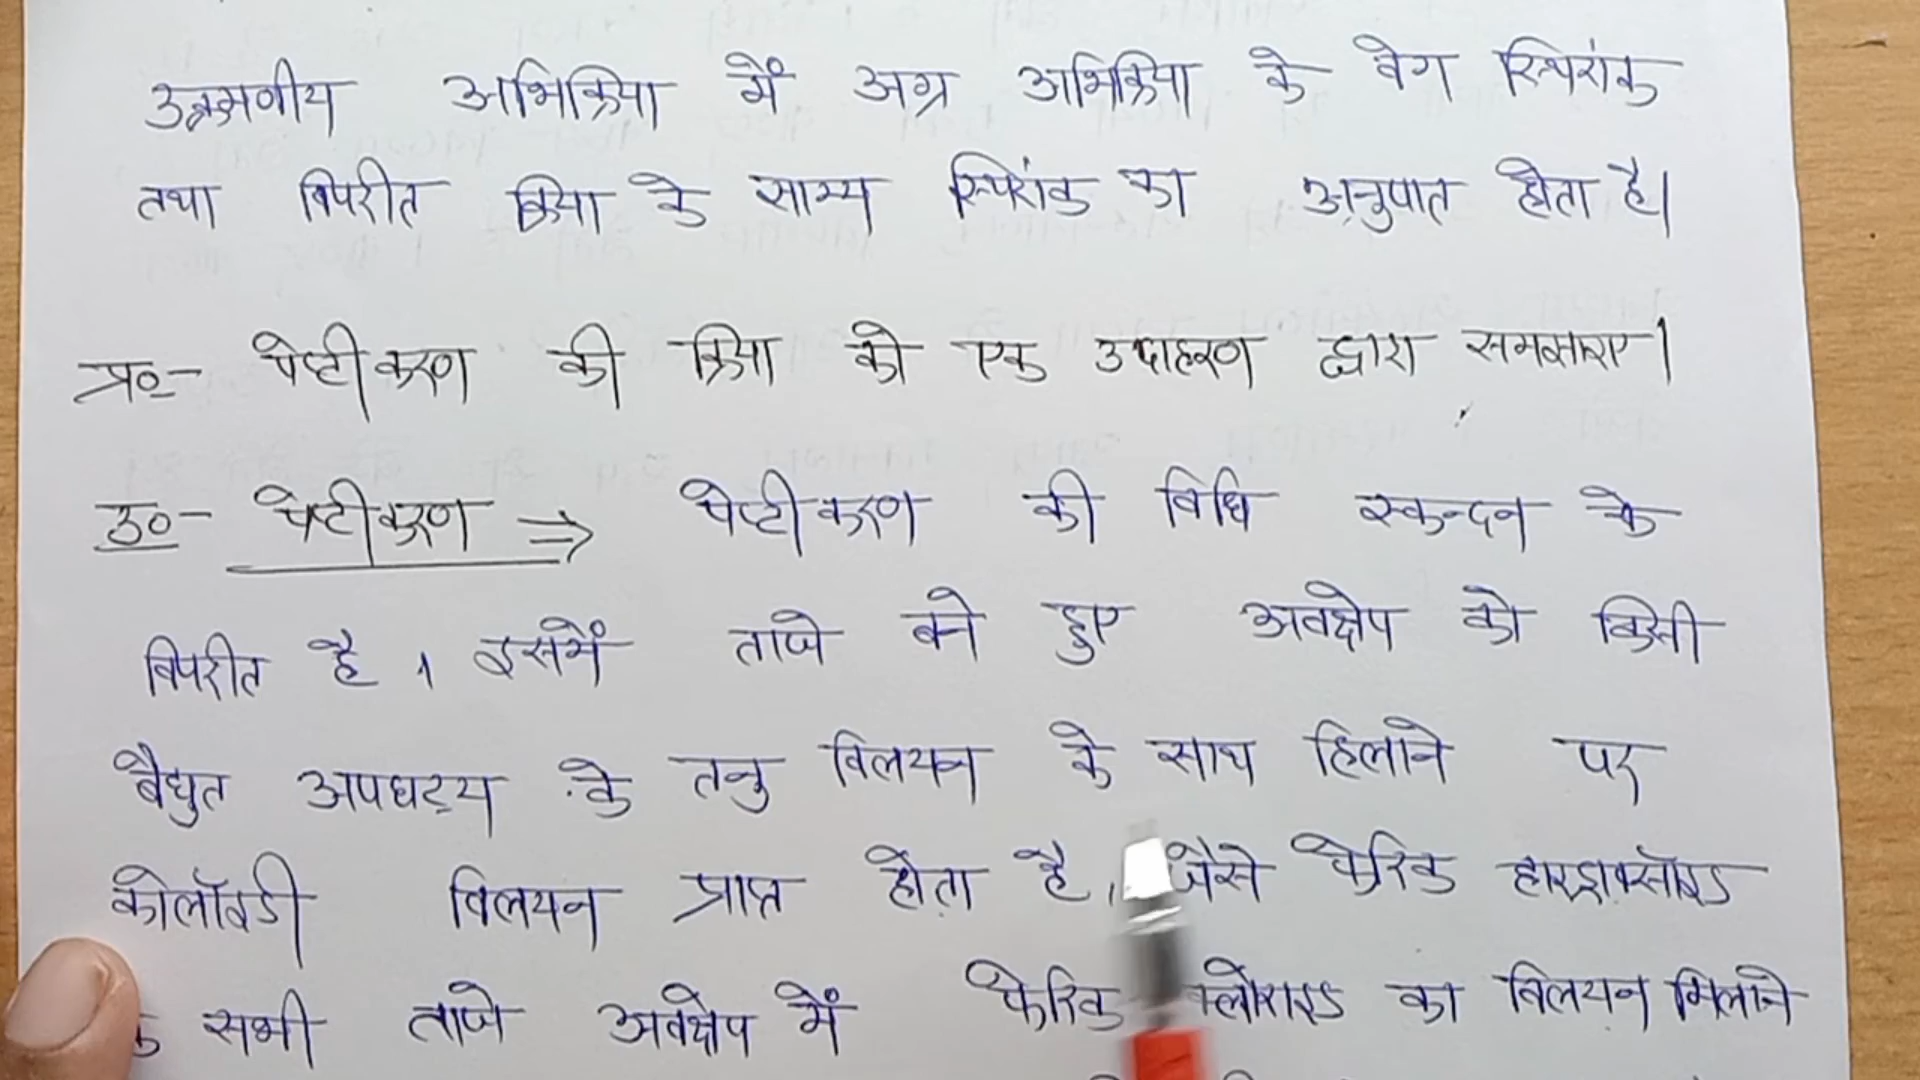 उत्क्रमणीय अभिक्रिया में अग्र अभिक्रिया के वेग स्थिरांक
तथा विपरीत क्रिया के साम्य स्थिरांक का अनुपात होता है।
प्र०- पेप्टीकरण की क्रिया को एक उदाहरण द्वारा समझाए।
उ०- पेप्टीकरण ⇒ पेप्टीकरण की विधि स्कन्दन के
विपरीत है । इसमें ताजे बने हुए अवक्षेप को किसी
वैद्युत अपघट्य के तनु विलयन के साथ हिलाने पर
कोलॉइडी विलयन प्राप्त होता है, जैसे फेरिक हाइड्राक्साइड
सभी ताजे अवक्षेप में फेरिक क्लोराइड का विलयन मिलाने